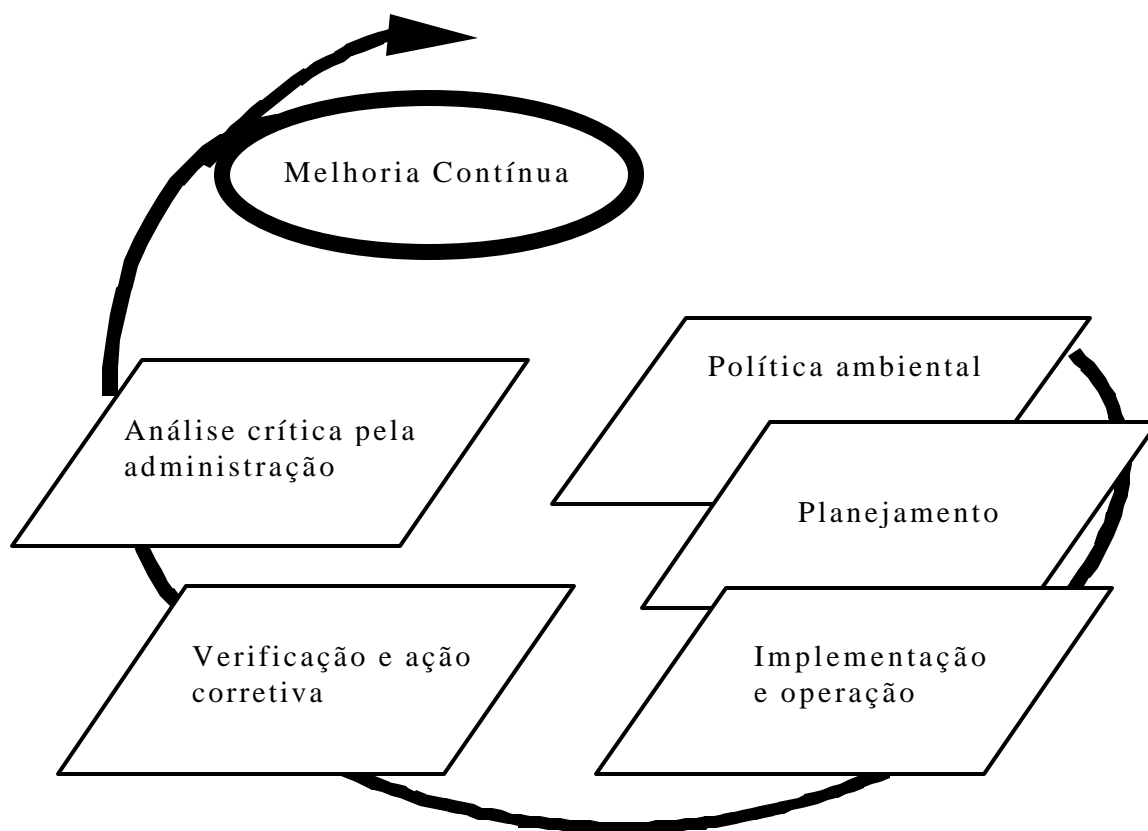 Melhoria Contínua
Política ambiental
Análise crítica pela
administração
Planejamento
Verificação e ação
corretiva
Implementação
e operação